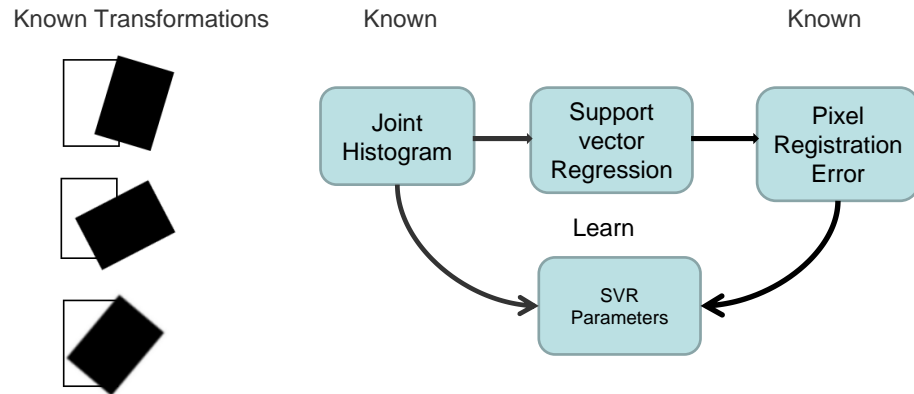 Known Transformations
Known
Known
Joint
Histogram
Support
vector
Regression
Pixel
Registration
Error
Learn
SVR
Parameters